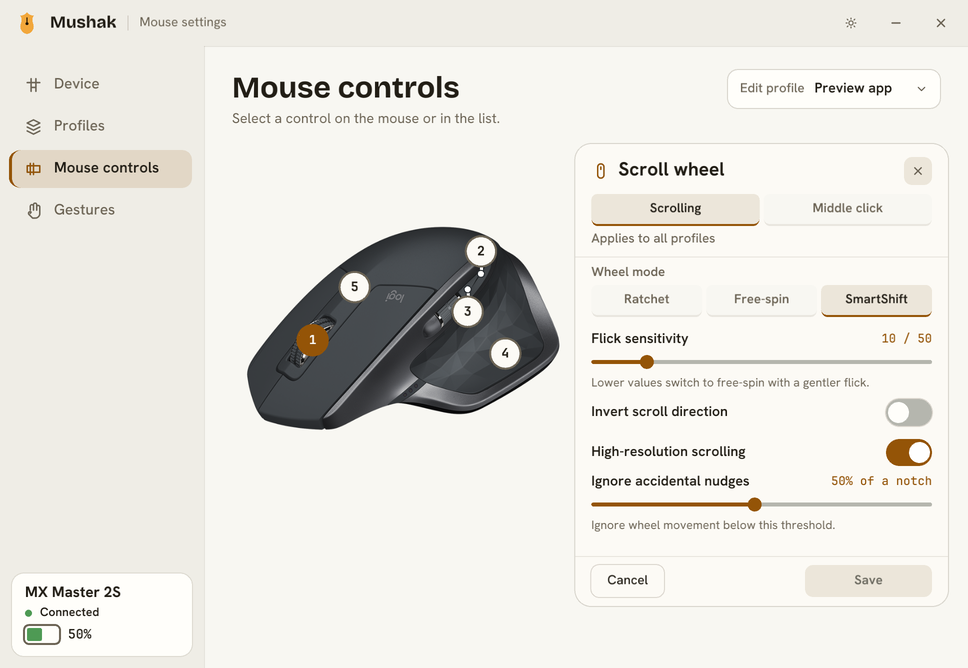 Mushak
Mouse settings
Device
Profiles
Mouse controls
Gestures
MX Master 2S
Connected
50%
Mouse controls
Select a control on the mouse or in the list.
Edit profile Preview app
logi
1
2
3
4
5
Scroll wheel
Scrolling
Middle click
Applies to all profiles
Wheel mode
Ratchet
Free-spin
SmartShift
Flick sensitivity
10 / 50
Lower values switch to free-spin with a gentler flick.
Invert scroll direction
High-resolution scrolling
Ignore accidental nudges
50% of a notch
Ignore wheel movement below this threshold.
Cancel
Save